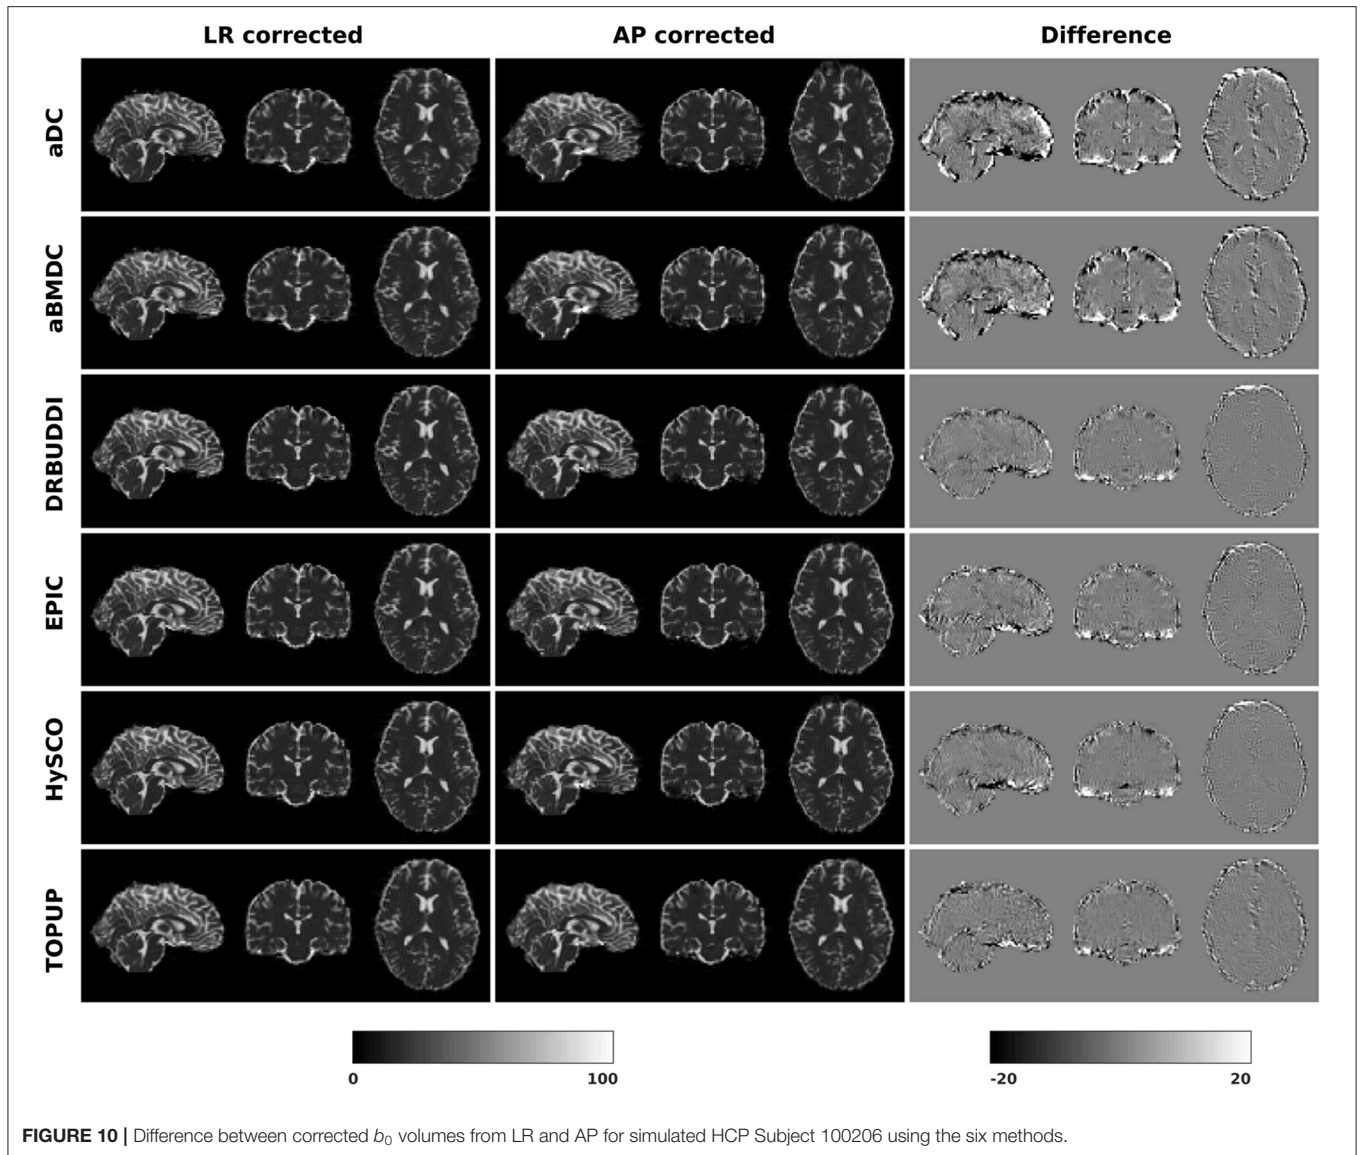 LR corrected AP corrected Difference
aDC
aBMDC
DRBUDDI
EPIC
HySCO
TOPUP
0 100 -20 20
FIGURE 10 | Difference between corrected b₀ volumes from LR and AP for simulated HCP Subject 100206 using the six methods.